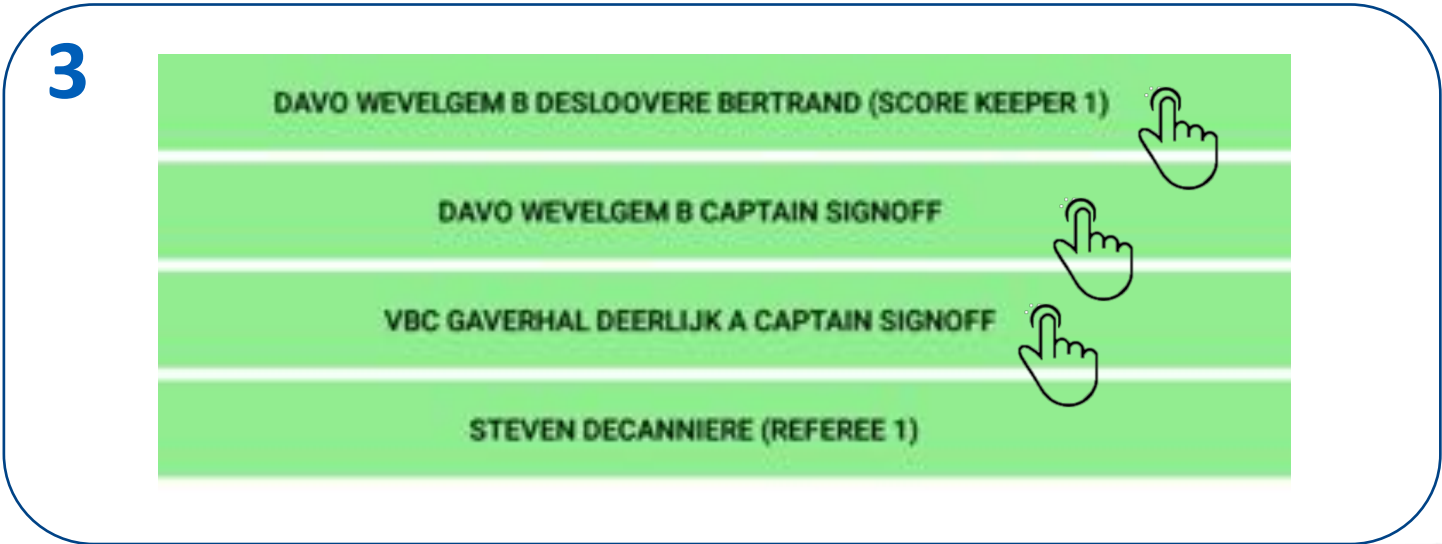 3
DAVO WEVELGEM B DESLOOVERE BERTRAND (SCORE KEEPER 1)
DAVO WEVELGEM B CAPTAIN SIGNOFF
VBC GAVERHAL DEERLIJK A CAPTAIN SIGNOFF
STEVEN DECANNIERE (REFEREE 1)